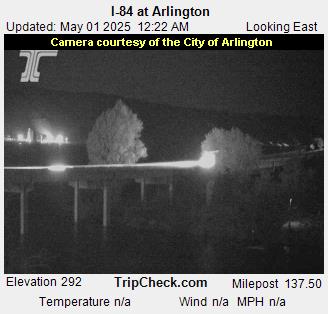 I-84 at Arlington
Updated: May 01 2025 12:22 AM Looking East
Camera courtesy of the City of Arlington
Elevation 292 TripCheck.com Milepost 137.50
Temperature n/a Wind n/a MPH n/a